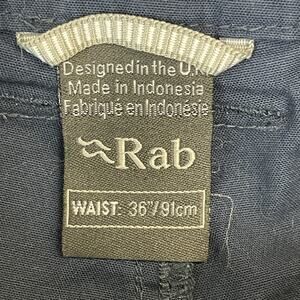 Designed in the U.K.
Made in Indonesia
Fabriqué en Indonésie
Rab
WAIST: 36"/91cm